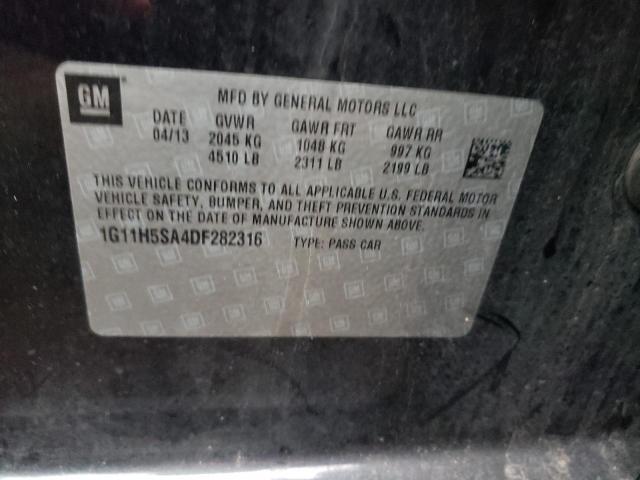 GM
MFD BY GENERAL MOTORS LLC
DATE GVWR GAWR FRT GAWR RR
04/13 2045 KG 1048 KG 997 KG
4510 LB 2311 LB 2199 LB
THIS VEHICLE CONFORMS TO ALL APPLICABLE U.S. FEDERAL MOTOR
VEHICLE SAFETY, BUMPER, AND THEFT PREVENTION STANDARDS IN
EFFECT ON THE DATE OF MANUFACTURE SHOWN ABOVE.
1G11H5SA4DF282316 TYPE: PASS CAR